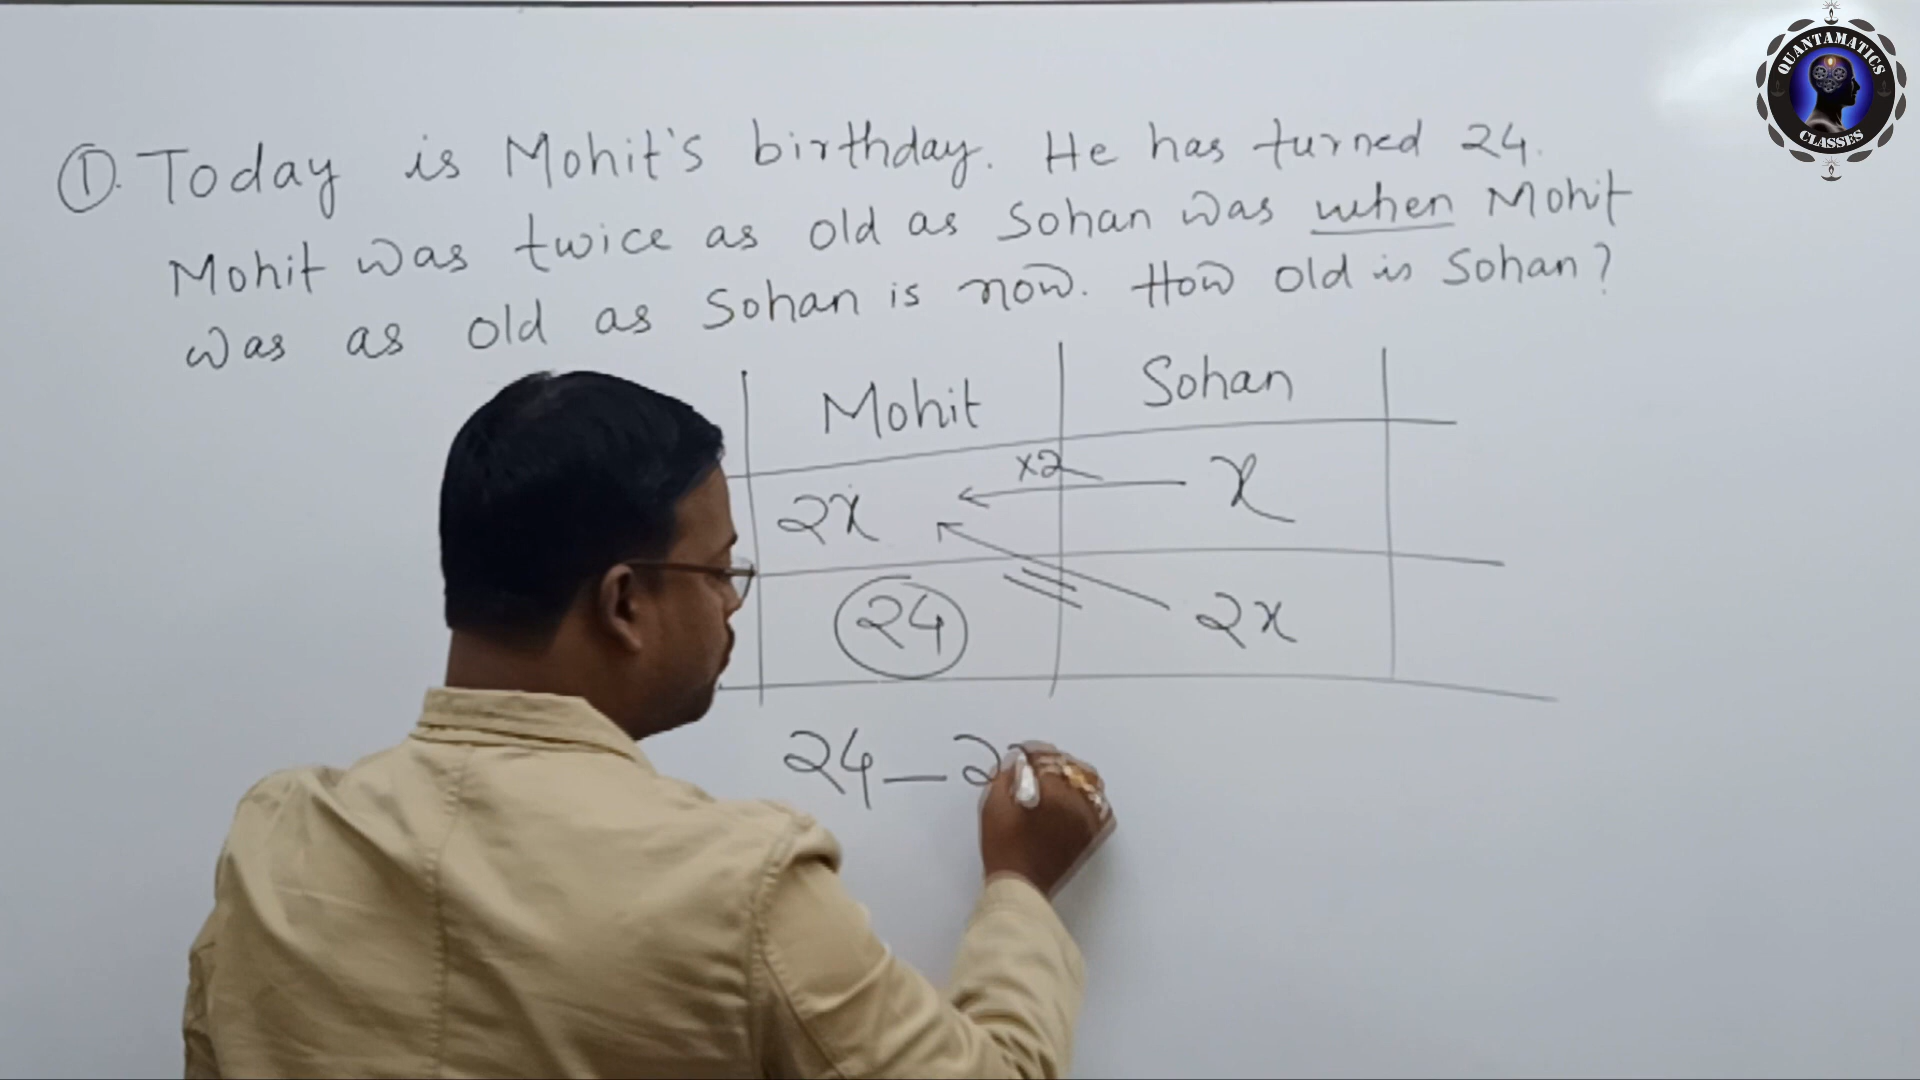 QUANTAMATICS
CLASSES
① Today is Mohit's birthday. He has turned 24.
Mohit was twice as old as Sohan was when Mohit
was as old as Sohan is now. How old is Sohan?
Mohit Sohan
2x ×2 x
24 2x
24 – 2